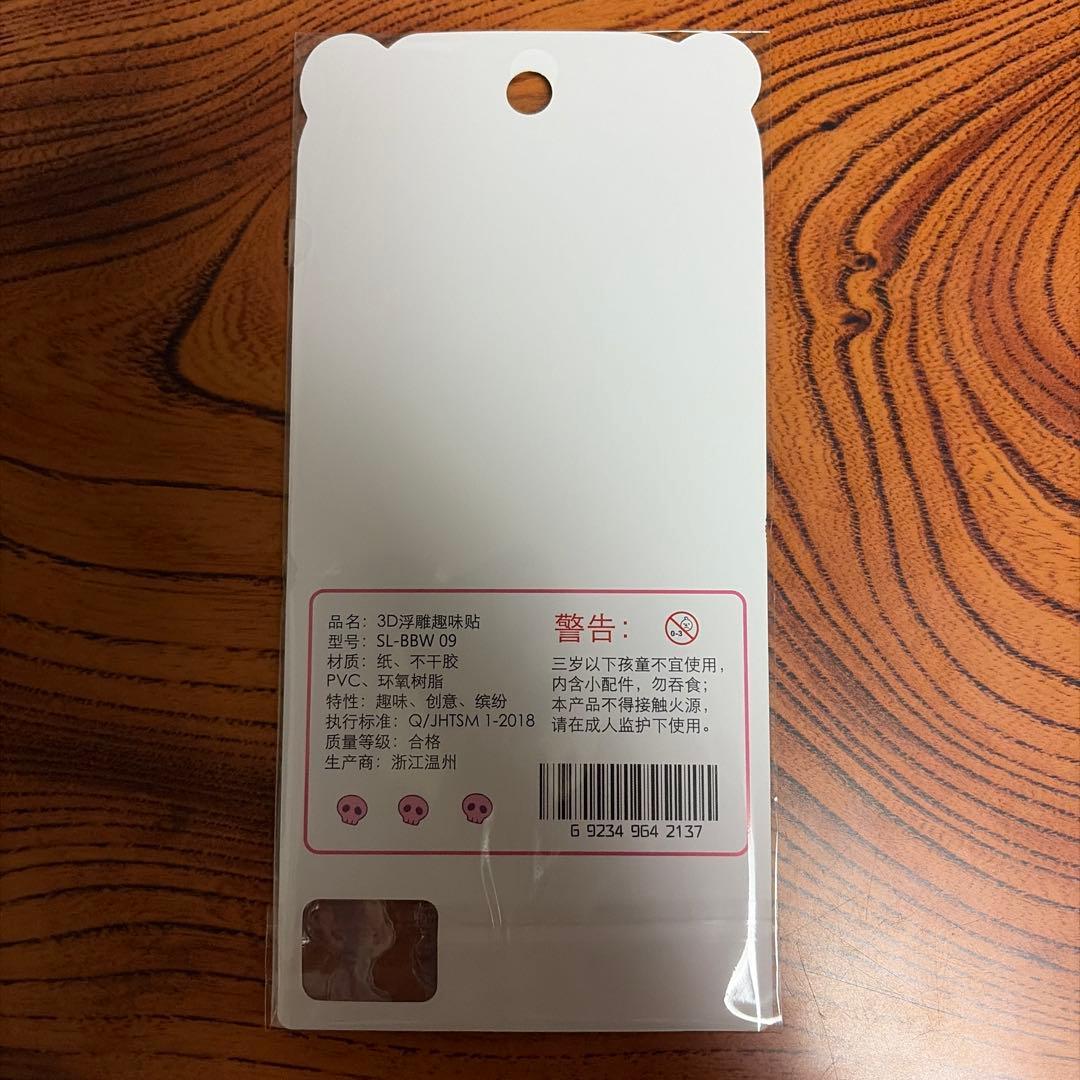 品名：3D浮雕趣味贴
型号：SL-BBW 09
材质：纸、不干胶
PVC、环氧树脂
特性：趣味、创意、缤纷
执行标准：Q/JHTSM 1-2018
质量等级：合格
生产商：浙江温州
警告：
0-3
三岁以下孩童不宜使用，
内含小配件，勿吞食；
本产品不得接触火源，
请在成人监护下使用。
6 9234 964 2137